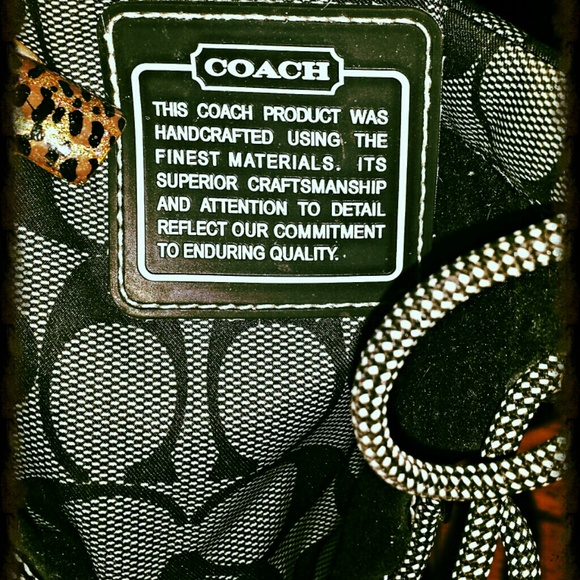 COACH
THIS COACH PRODUCT WAS
HANDCRAFTED USING THE
FINEST MATERIALS. ITS
SUPERIOR CRAFTSMANSHIP
AND ATTENTION TO DETAIL
REFLECT OUR COMMITMENT
TO ENDURING QUALITY.